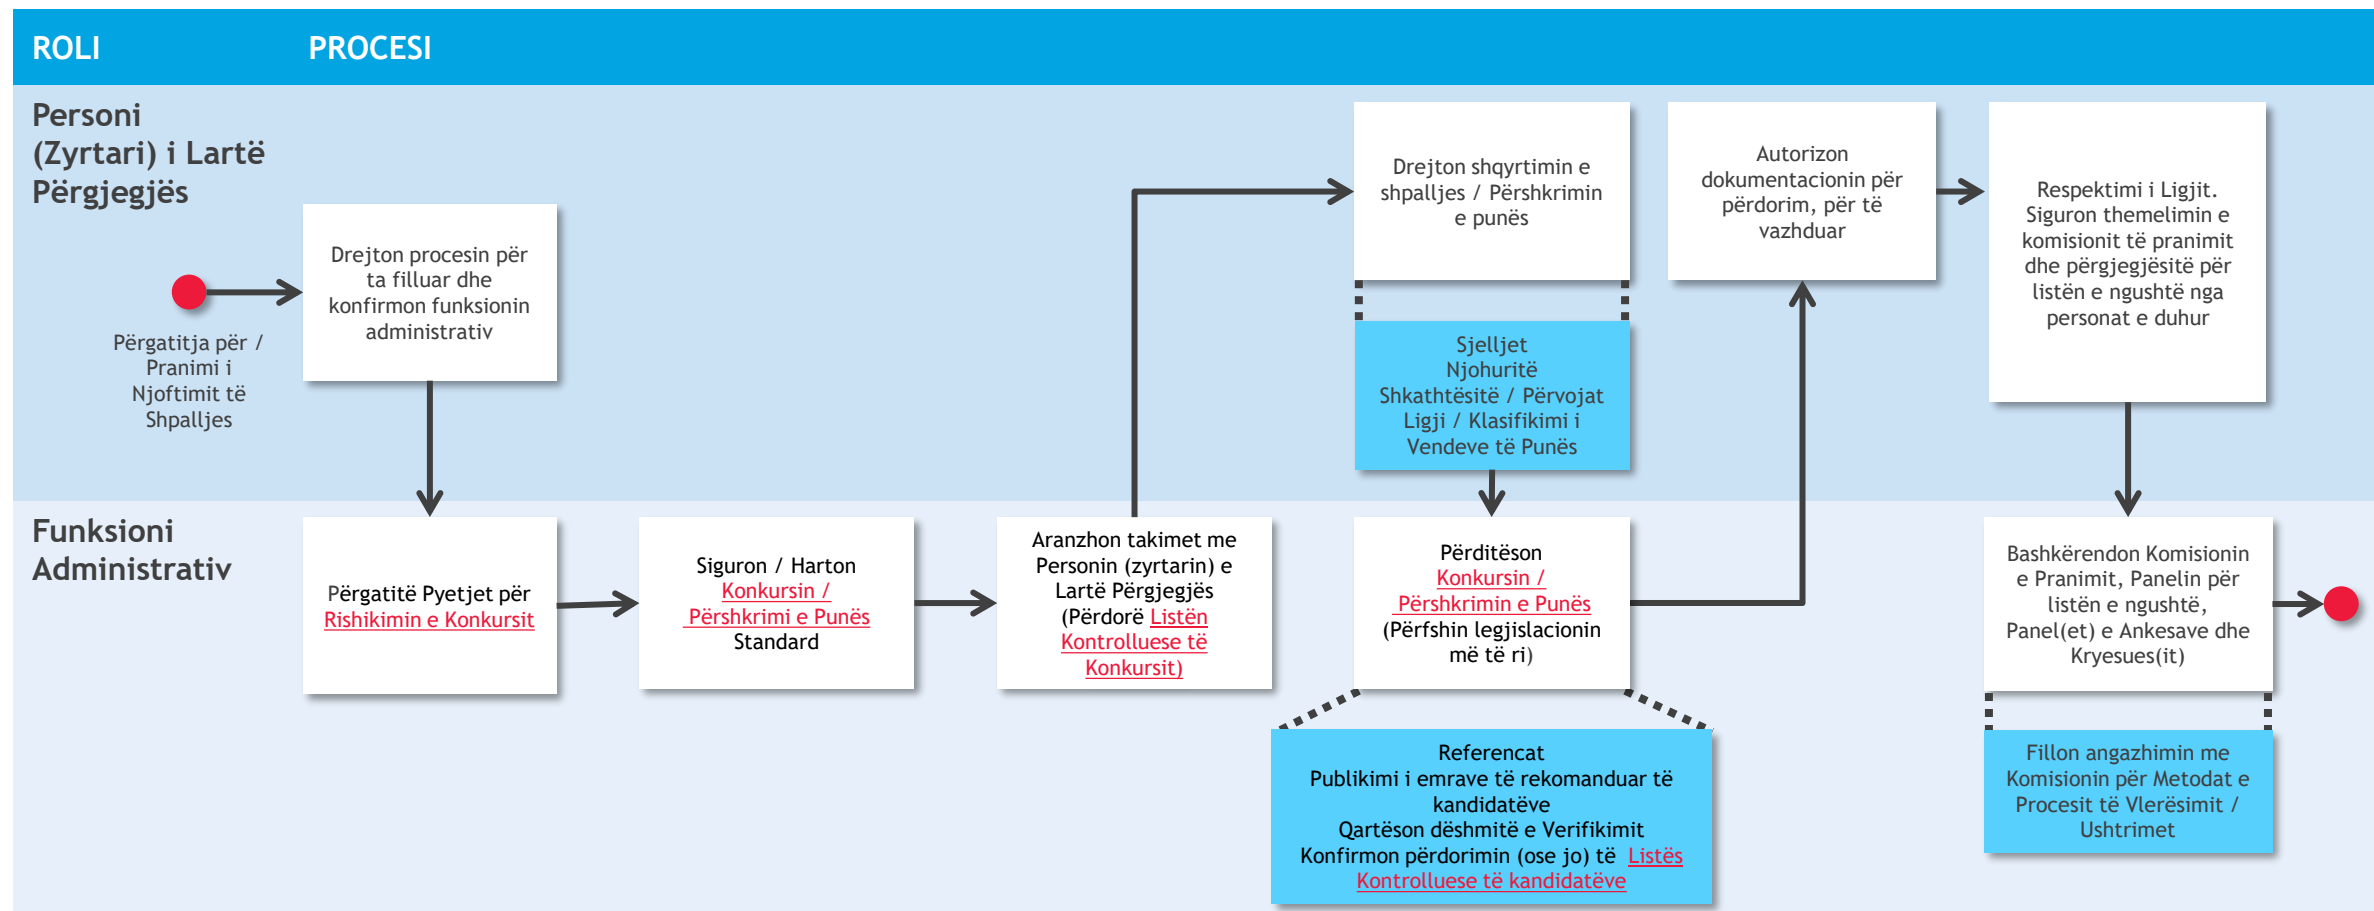 ROLI
PROCESI
Personi
(Zyrtari) i Lartë
Përgjegjës
Përgatitja për /
Pranimi i
Njoftimit të
Shpalljes
Drejton procesin për
ta filluar dhe
konfirmon funksionin
administrativ
Drejton shqyrtimin e
shpalljes / Përshkrimin
e punës
Sjelljet
Njohuritë
Shkathtësitë / Përvojat
Ligji / Klasifikimi i
Vendeve të Punës
Autorizon
dokumentacionin për
përdorim, për të
vazhduar
Respektimi i Ligjit.
Siguron themelimin e
komisionit të pranimit
dhe përgjegjësitë për
listën e ngushtë nga
personat e duhur
Funksioni
Administrativ
Përgatitë Pyetjet për
Rishikimin e Konkursit
Siguron / Harton
Konkursin /
Përshkrimi e Punës
Standard
Aranzhon takimet me
Personin (zyrtarin) e
Lartë Përgjegjës
(Përdorë Listën
Kontrolluese të
Konkursit)
Përditëson
Konkursin /
Përshkrimin e Punës
(Përfshin legjislacionin
më të ri)
Referencat
Publikimi i emrave të rekomanduar të
kandidatëve
Qartëson dëshmitë e Verifikimit
Konfirmon përdorimin (ose jo) të Listës
Kontrolluese të kandidatëve
Bashkërendon Komisionin
e Pranimit, Panelin për
listën e ngushtë,
Panel(et) e Ankesave dhe
Kryesues(it)
Fillon angazhimin me
Komisionin për Metodat e
Procesit të Vlerësimit /
Ushtrimet